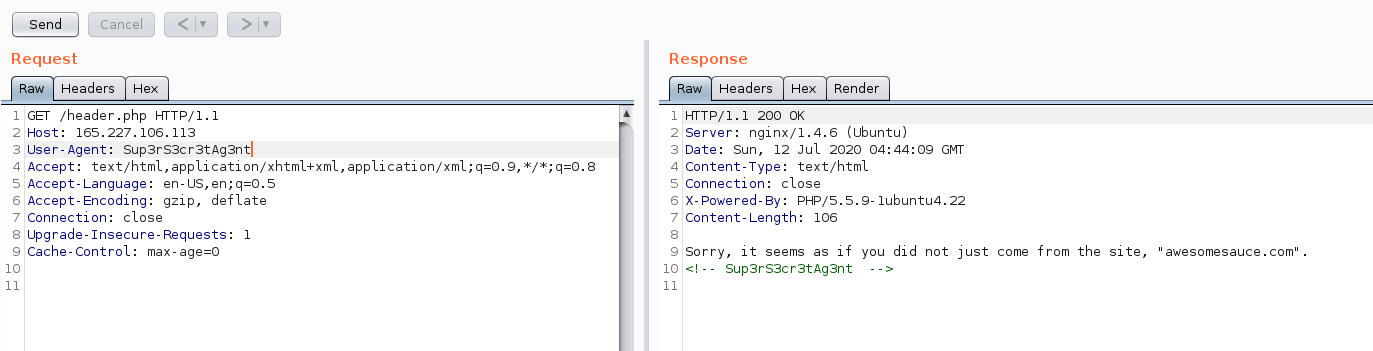 Send Cancel < ▼ > ▼
Request
Raw Headers Hex
1 GET /header.php HTTP/1.1
2 Host: 165.227.106.113
3 User-Agent: Sup3rS3cr3tAg3nt
4 Accept: text/html,application/xhtml+xml,application/xml;q=0.9,*/*;q=0.8
5 Accept-Language: en-US,en;q=0.5
6 Accept-Encoding: gzip, deflate
7 Connection: close
8 Upgrade-Insecure-Requests: 1
9 Cache-Control: max-age=0
10
11
Response
Raw Headers Hex Render
1 HTTP/1.1 200 OK
2 Server: nginx/1.4.6 (Ubuntu)
3 Date: Sun, 12 Jul 2020 04:44:09 GMT
4 Content-Type: text/html
5 Connection: close
6 X-Powered-By: PHP/5.5.9-1ubuntu4.22
7 Content-Length: 106
8
9 Sorry, it seems as if you did not just come from the site, "awesomesauce.com".
10 <!-- Sup3rS3cr3tAg3nt  -->
11